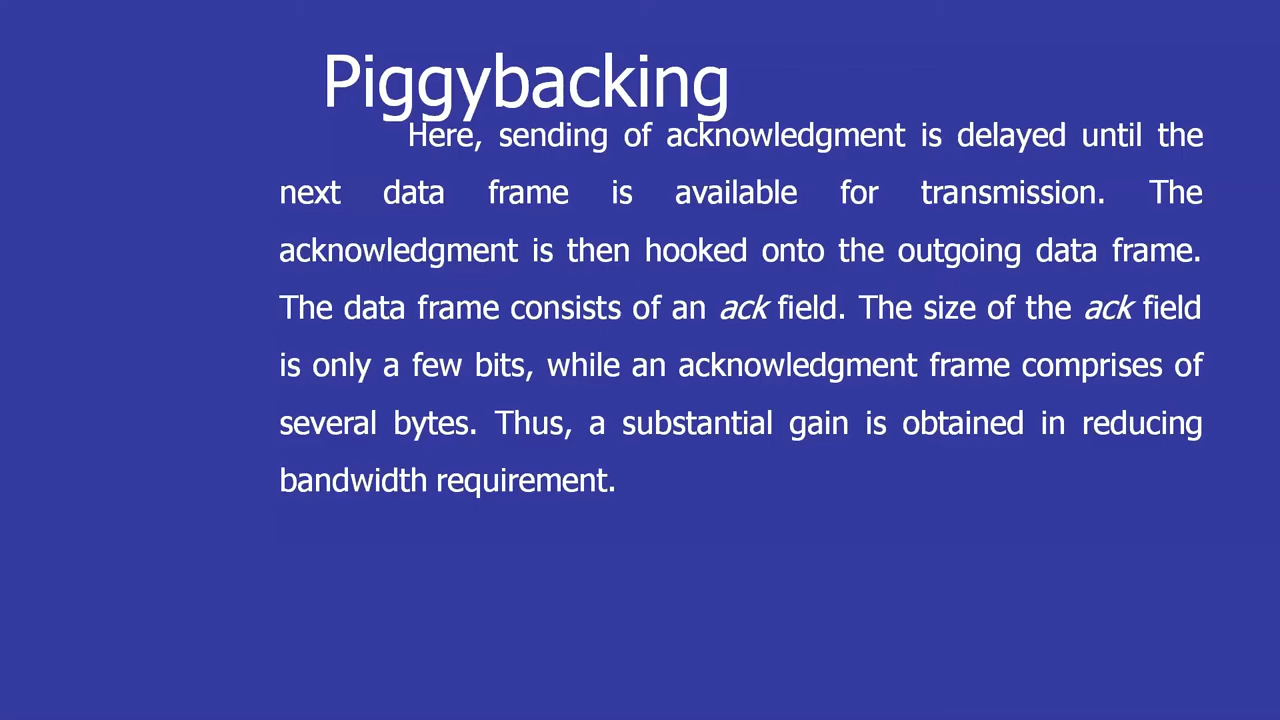 Piggybacking
Here, sending of acknowledgment is delayed until the
next data frame is available for transmission. The
acknowledgment is then hooked onto the outgoing data frame.
The data frame consists of an ack field. The size of the ack field
is only a few bits, while an acknowledgment frame comprises of
several bytes. Thus, a substantial gain is obtained in reducing
bandwidth requirement.